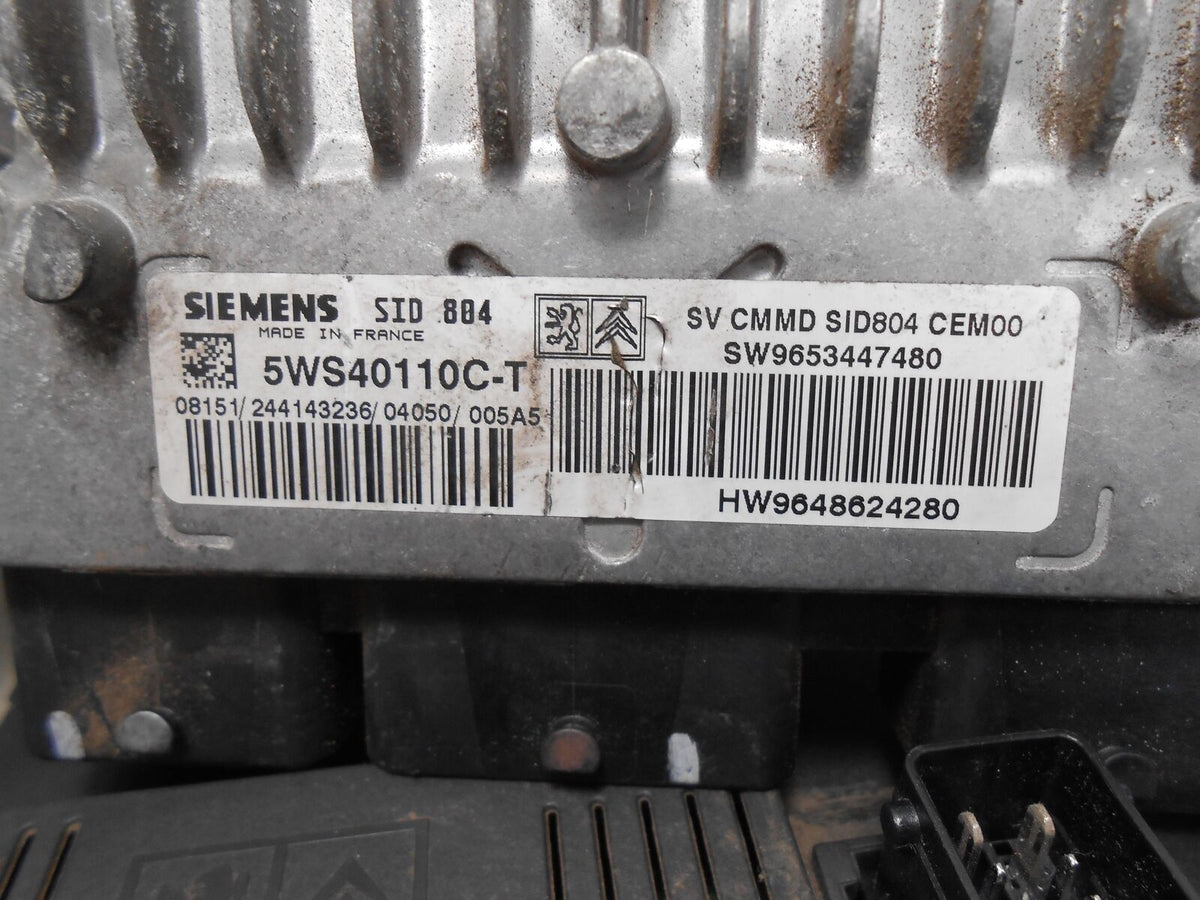 SIEMENS SID 804
MADE IN FRANCE
5WS40110C-T
08151/244143236/04050/005A5
SV CMMD SID804 CEM00
SW9653447480
HW9648624280